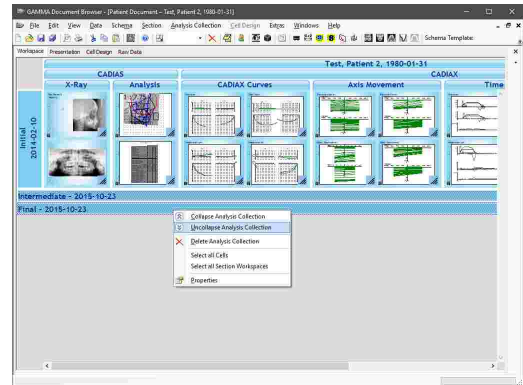 GAMMA Document Browser - [Patient Document - Test, Patient 2, 1980-01-31]
File Edit View Data Schema Section Analysis Collection Cell Design Extras Windows Help
Schema Template:
Workspace Presentation Cell Design Raw Data
Test, Patient 2, 1980-01-31
CADIAS CADIAX
X-Ray Analysis CADIAX Curves Axis Movement Time
Initial
2014-02-10
Intermediate - 2015-10-23
Final - 2015-10-23
Collapse Analysis Collection
Uncollapse Analysis Collection
Delete Analysis Collection
Select all Cells
Select all Section Workspaces
Properties